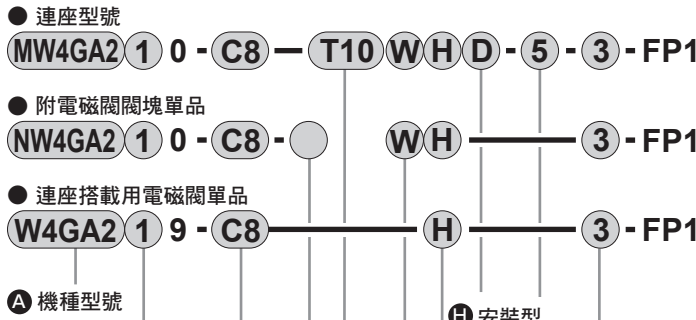 ● 連座型號
MW4GA2 1 0 - C8 — T10 W H D - 5 - 3 - FP1
● 附電磁閥閥塊單品
NW4GA2 1 0 - C8 - W H — 3 - FP1
● 連座搭載用電磁閥單品
W4GA2 1 9 - C8 — H — 3 - FP1
A 機種型號
H 安裝型